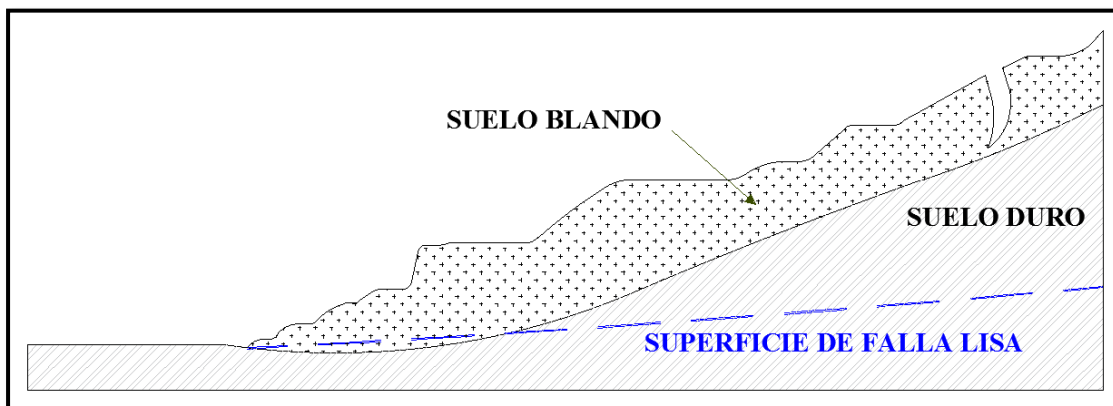 SUELO BLANDO
SUELO DURO
SUPERFICIE DE FALLA LISA